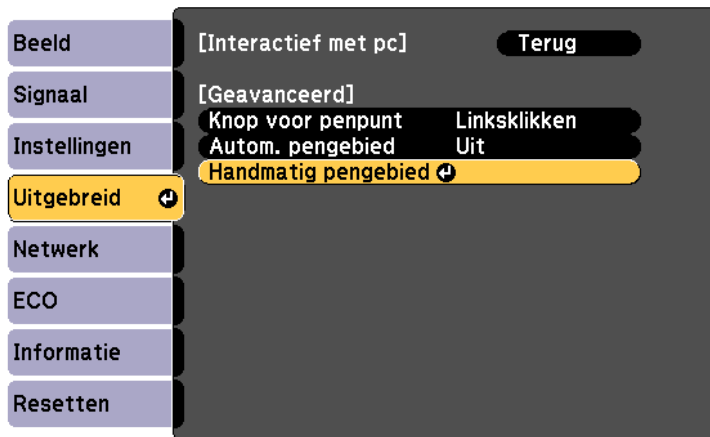 Beeld
Signaal
Instellingen
Uitgebreid
Netwerk
ECO
Informatie
Resetten
[Interactief met pc] Terug
[Geavanceerd]
Knop voor penpunt Linksklikken
Autom. pengebied Uit
Handmatig pengebied